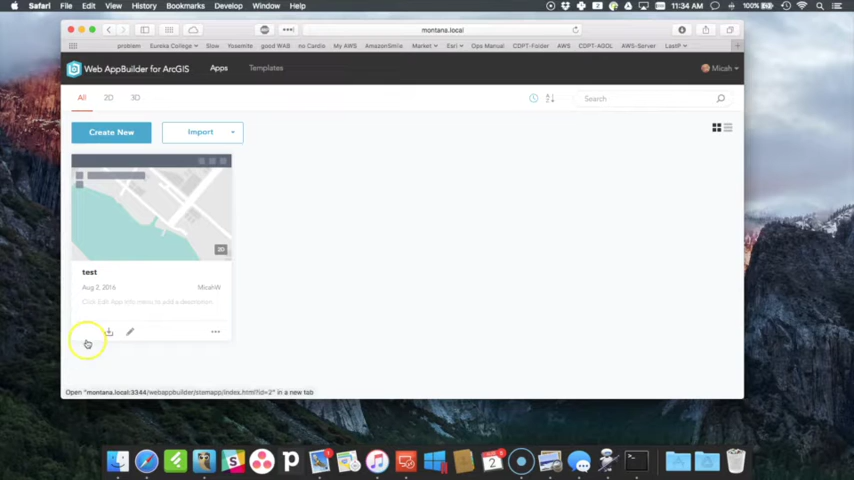 Safari File Edit View History Bookmarks Develop Window Help
100% 11:34 AM
montana.local
problem Eureka College Slow Yosemite good WAB no Cardis My AWS AmazonSmile Market Esri Ops Manual CDPT-Folder AWS CDPT-AGOL AWS-Server LastP
Web AppBuilder for ArcGIS Apps Templates Micah
All 2D 3D Search
Create New Import
2D
test
Aug 2, 2016 MicahW
Click Edit App Info menu to add a description.
Open "montana.local:3344/webappbuilder/stemapp/index.html?id=2" in a new tab